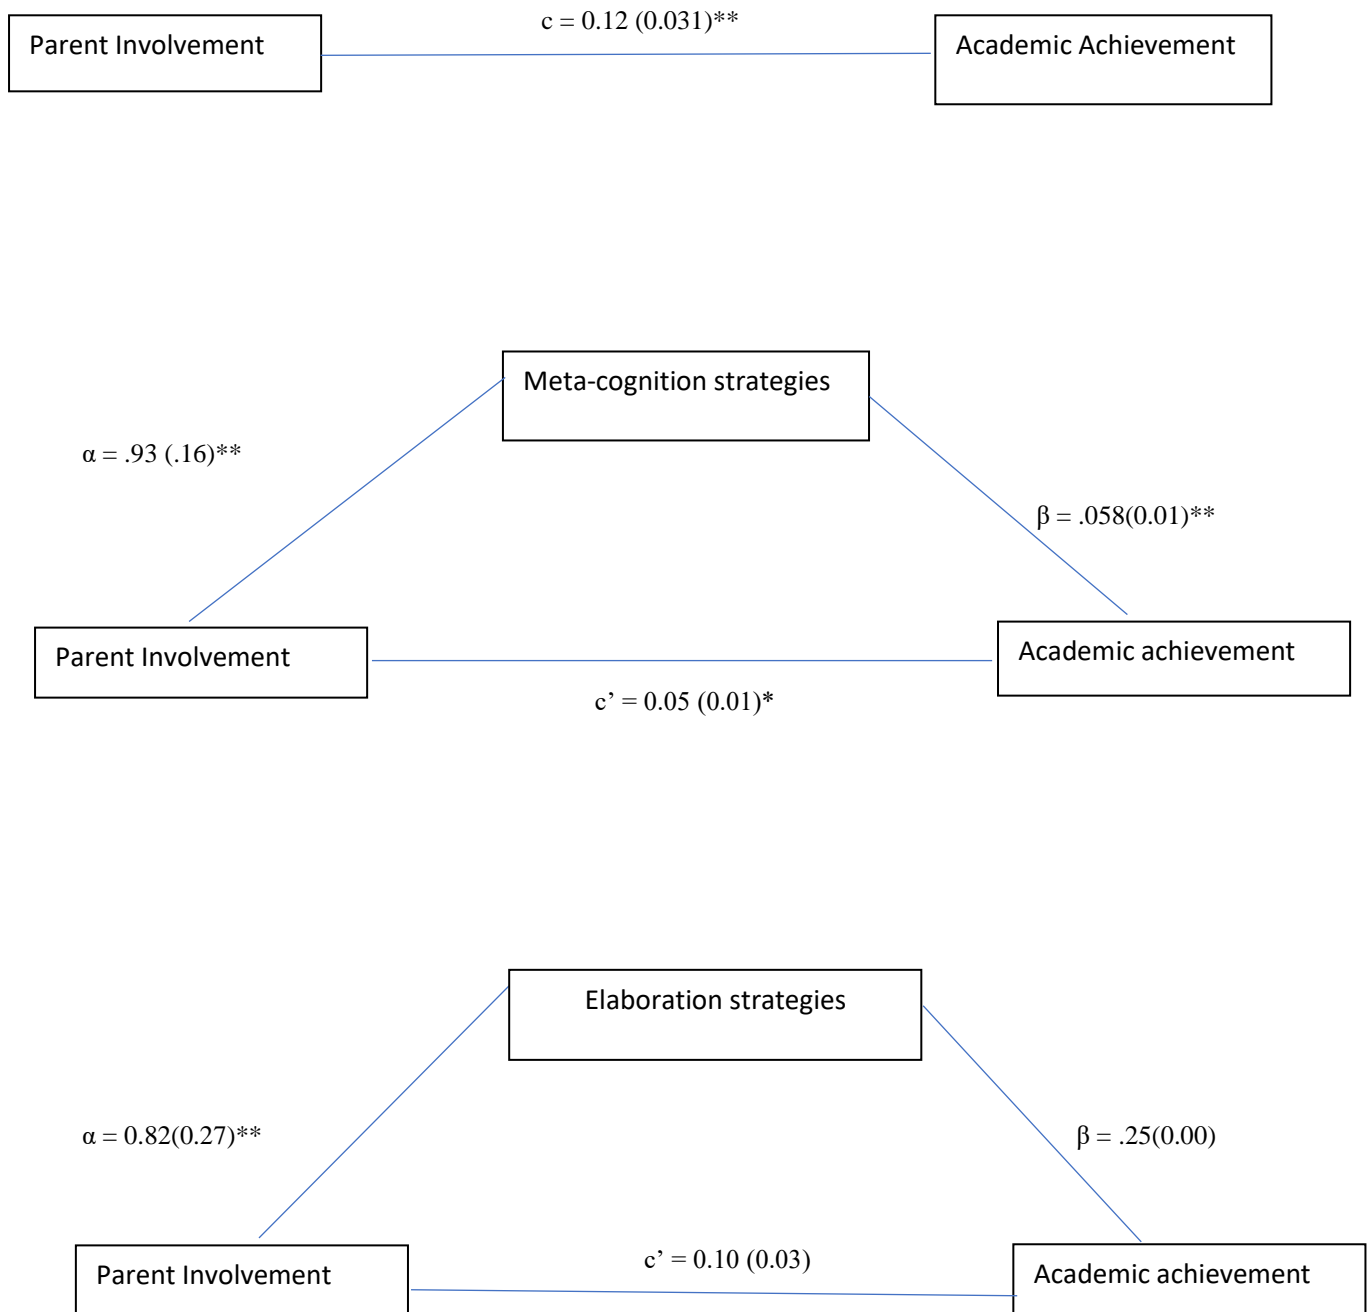 c = 0.12 (0.031)**
Parent Involvement
Academic Achievement
Meta-cognition strategies
α = .93 (.16)**
β = .058(0.01)**
Parent Involvement
Academic achievement
c’ = 0.05 (0.01)*
Elaboration strategies
α = 0.82(0.27)**
β = .25(0.00)
Parent Involvement
c’ = 0.10 (0.03)
Academic achievement